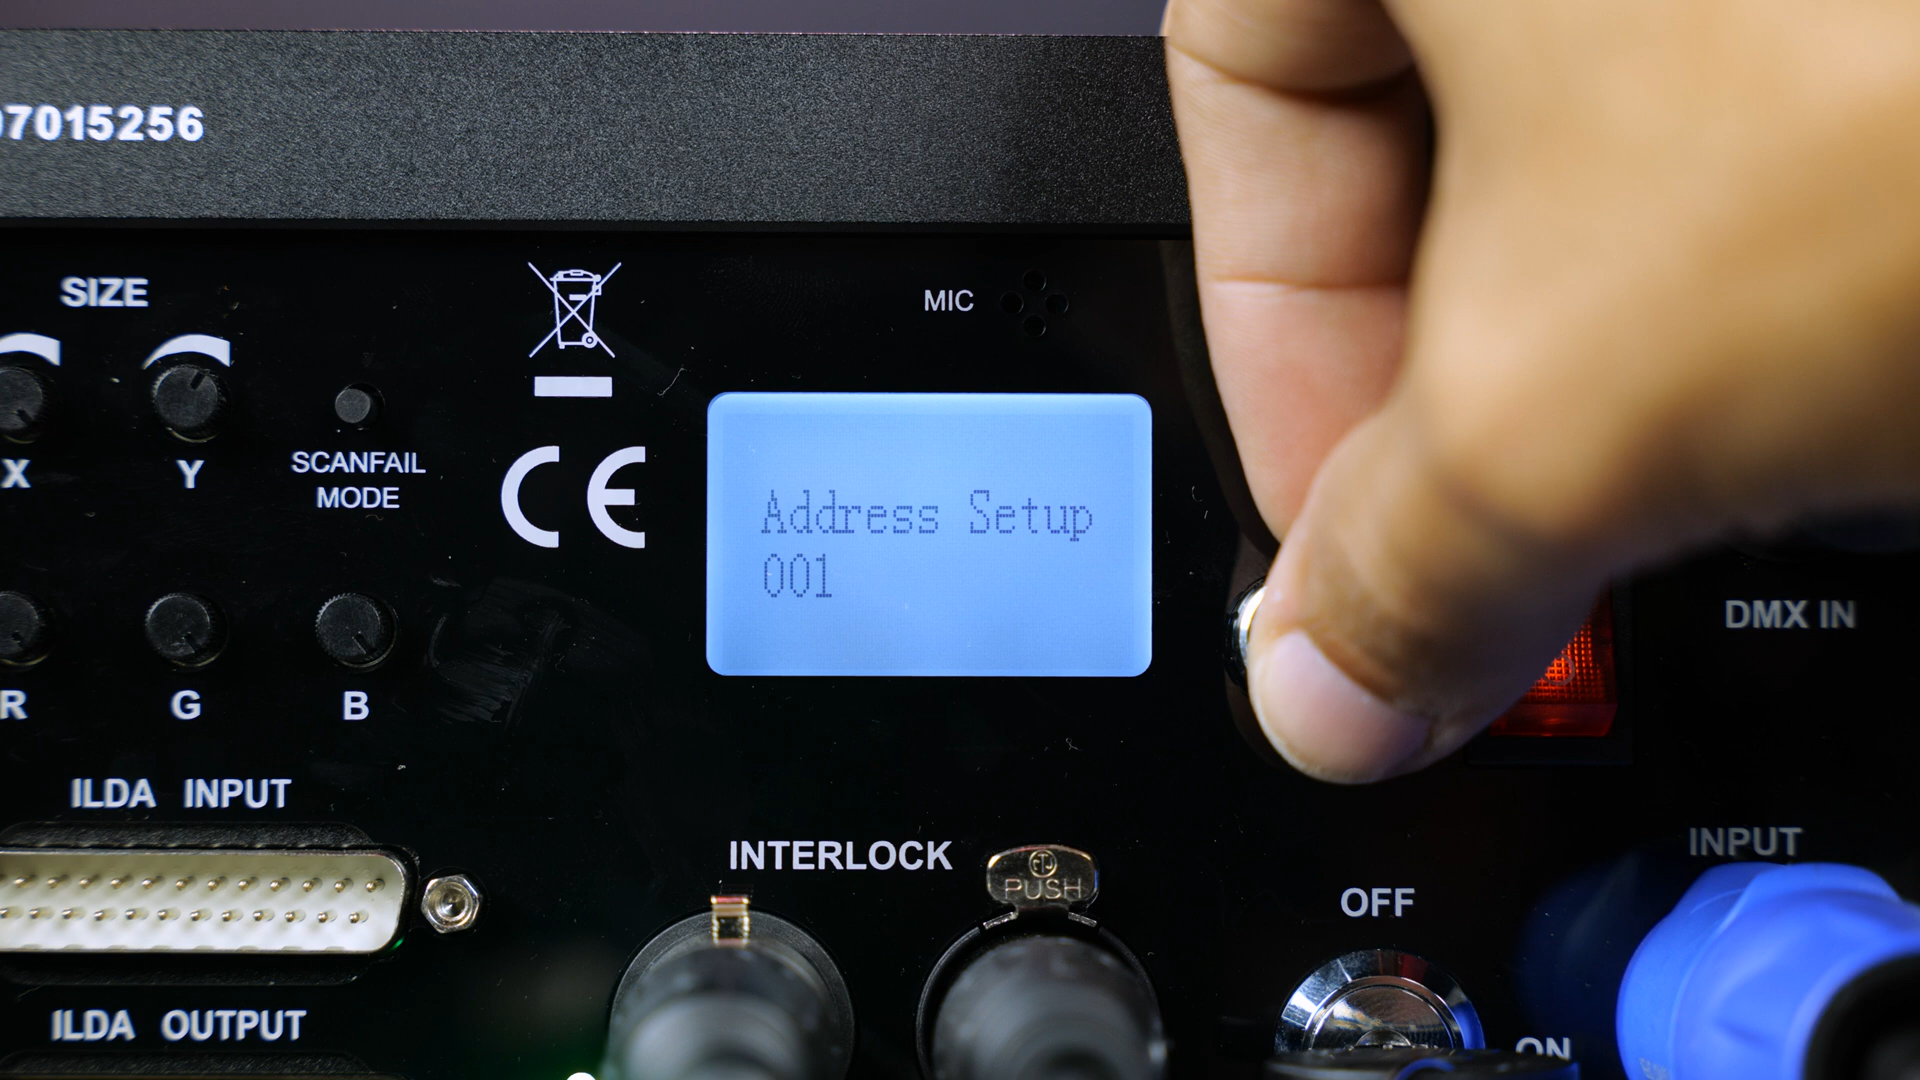 07015256
SIZE
MIC
X
Y
SCANFAIL
MODE
CE
Address Setup
001
DMX IN
R
G
B
ILDA INPUT
INTERLOCK
PUSH
INPUT
OFF
ILDA OUTPUT
ON